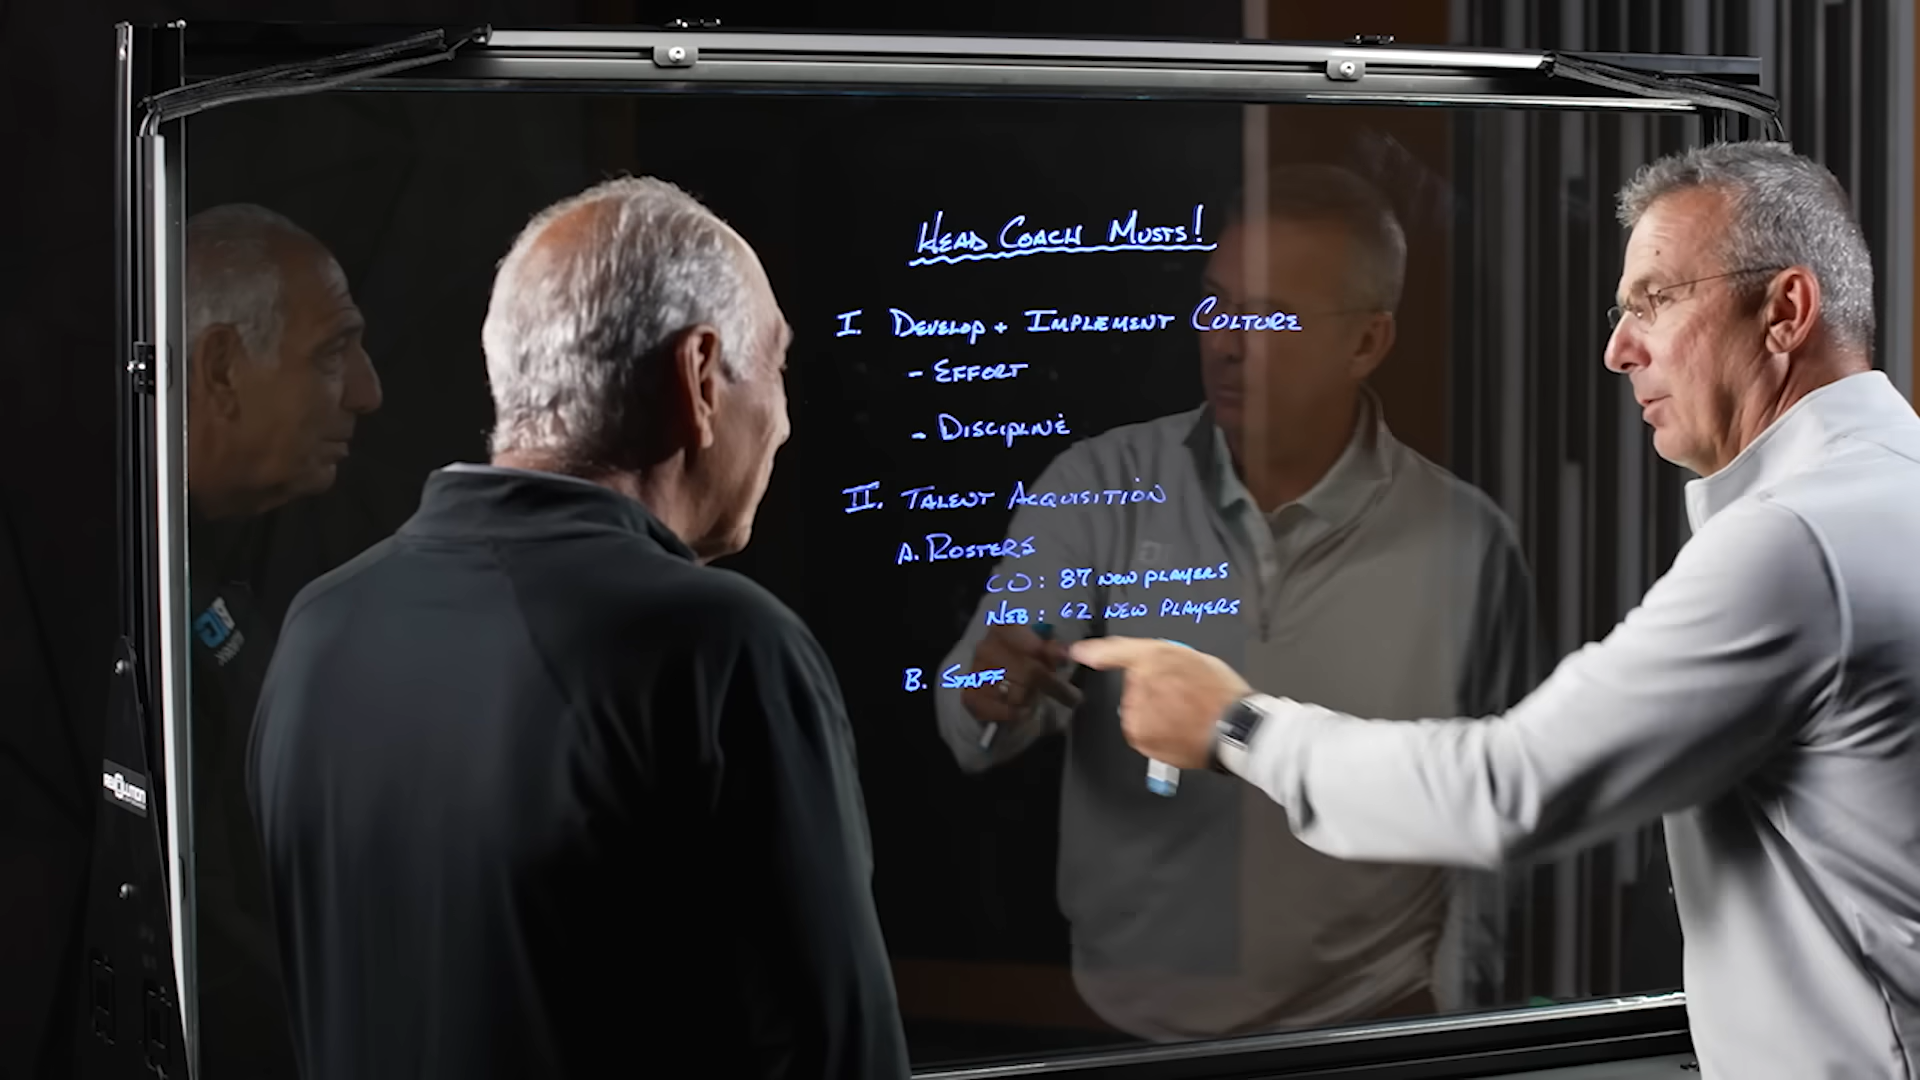 HEAD COACH MUSTS!
I. DEVELOP + IMPLEMENT CULTURE
- EFFORT
- DISCIPLINE
II. TALENT ACQUISITION
A. ROSTERS
CO: 87 NEW PLAYERS
NEB: 62 NEW PLAYERS
B. STAFF